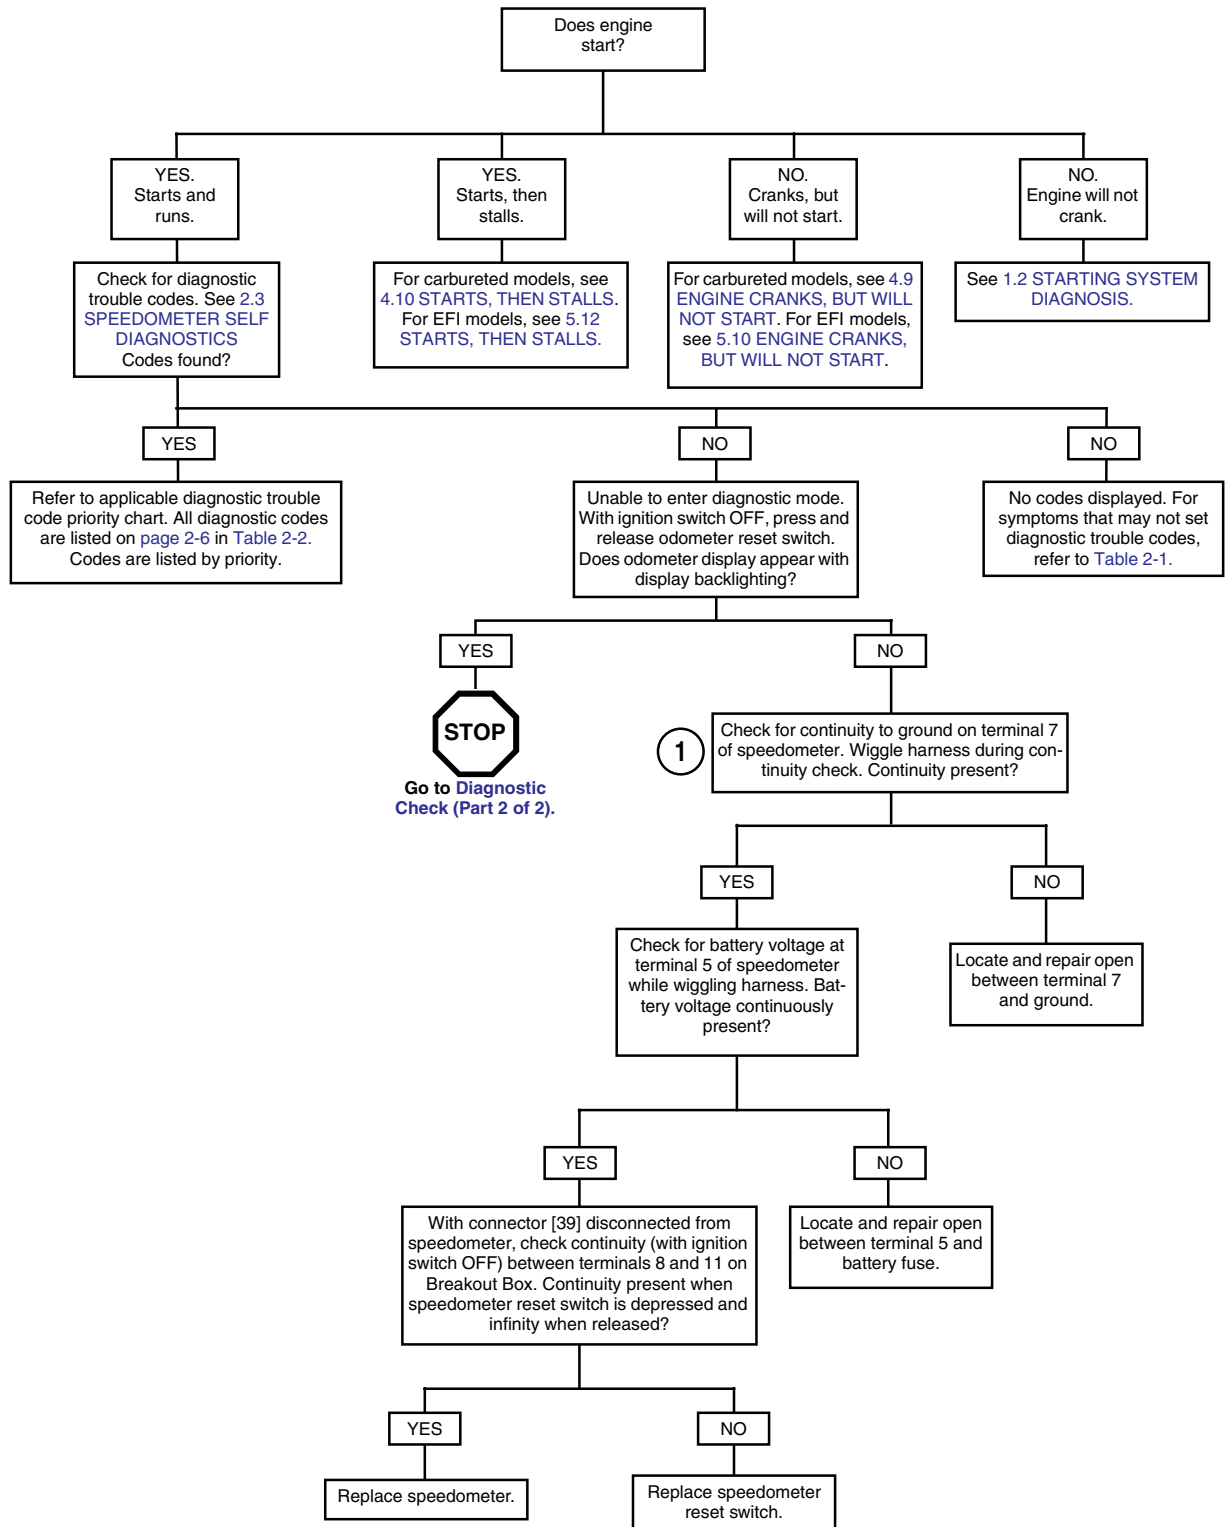 Does engine
start?
YES.
Starts and
runs.
YES.
Starts, then
stalls.
NO.
Cranks, but
will not start.
NO.
Engine will not
crank.
Check for diagnostic
trouble codes. See 2.3
SPEEDOMETER SELF
DIAGNOSTICS
Codes found?
For carbureted models, see
4.10 STARTS, THEN STALLS.
For EFI models, see 5.12
STARTS, THEN STALLS.
For carbureted models, see 4.9
ENGINE CRANKS, BUT WILL
NOT START. For EFI models,
see 5.10 ENGINE CRANKS,
BUT WILL NOT START.
See 1.2 STARTING SYSTEM
DIAGNOSIS.
YES
NO
NO
Refer to applicable diagnostic trouble
code priority chart. All diagnostic codes
are listed on page 2-6 in Table 2-2.
Codes are listed by priority.
Unable to enter diagnostic mode.
With ignition switch OFF, press and
release odometer reset switch.
Does odometer display appear with
display backlighting?
No codes displayed. For
symptoms that may not set
diagnostic trouble codes,
refer to Table 2-1.
YES
NO
STOP
Go to Diagnostic
Check (Part 2 of 2).
1
Check for continuity to ground on terminal 7
of speedometer. Wiggle harness during con-
tinuity check. Continuity present?
YES
NO
Check for battery voltage at
terminal 5 of speedometer
while wiggling harness. Bat-
tery voltage continuously
present?
Locate and repair open
between terminal 7
and ground.
YES
NO
With connector [39] disconnected from
speedometer, check continuity (with ignition
switch OFF) between terminals 8 and 11 on
Breakout Box. Continuity present when
speedometer reset switch is depressed and
infinity when released?
Locate and repair open
between terminal 5 and
battery fuse.
YES
NO
Replace speedometer.
Replace speedometer
reset switch.